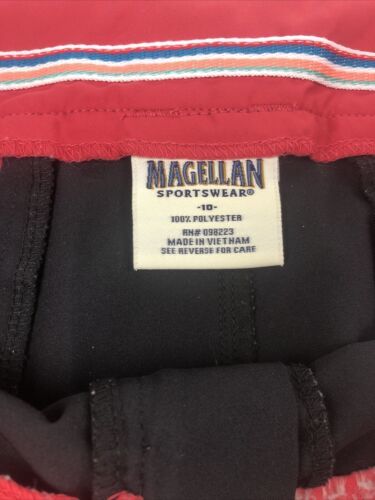 MAGELLAN
SPORTSWEAR®
-10-
100% POLYESTER
RN# 098223
MADE IN VIETNAM
SEE REVERSE FOR CARE